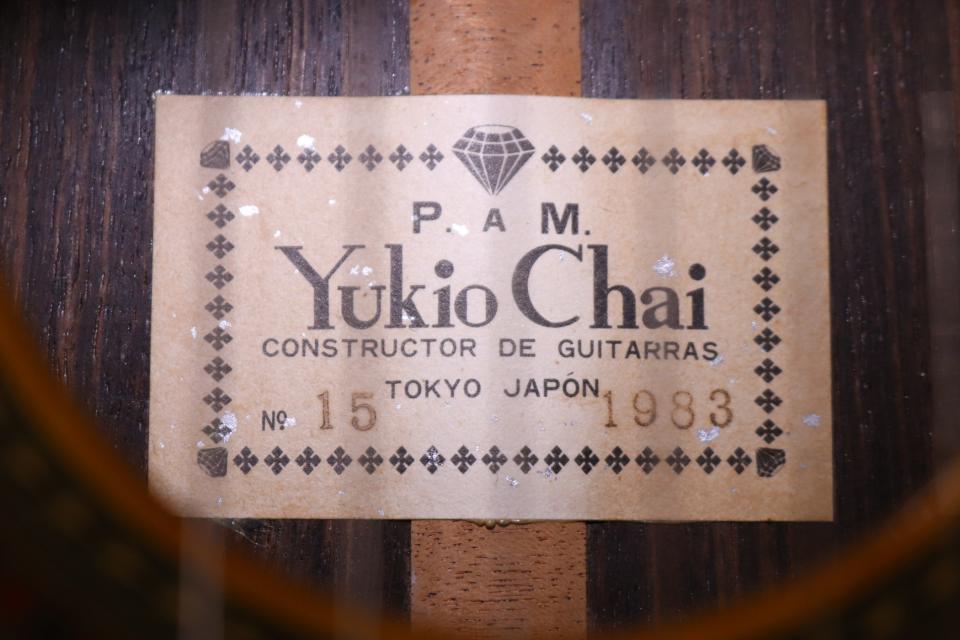 P. A M.
Yukio Chai
CONSTRUCTOR DE GUITARRAS
TOKYO JAPÓN
Nº 15 1983